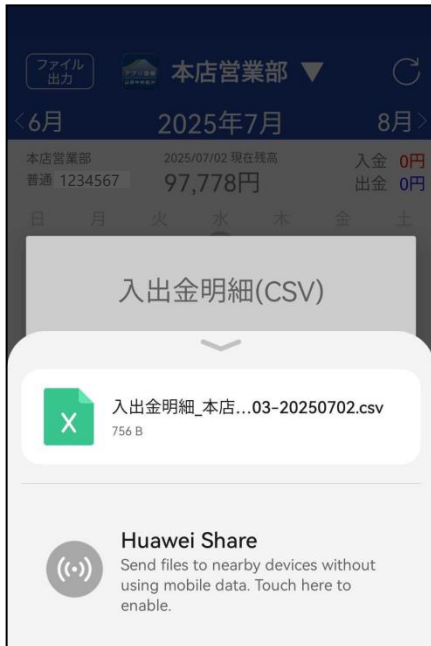 ファイル
出力
本店営業部 ▼
<6月
2025年7月
8月>
本店営業部
2025/07/02 現在残高
入金 0円
普通 1234567
97,778円
出金 0円
日 月 火 水 木 金 土
入出金明細(CSV)
入出金明細_本店…03-20250702.csv
756 B
Huawei Share
Send files to nearby devices without
using mobile data. Touch here to
enable.